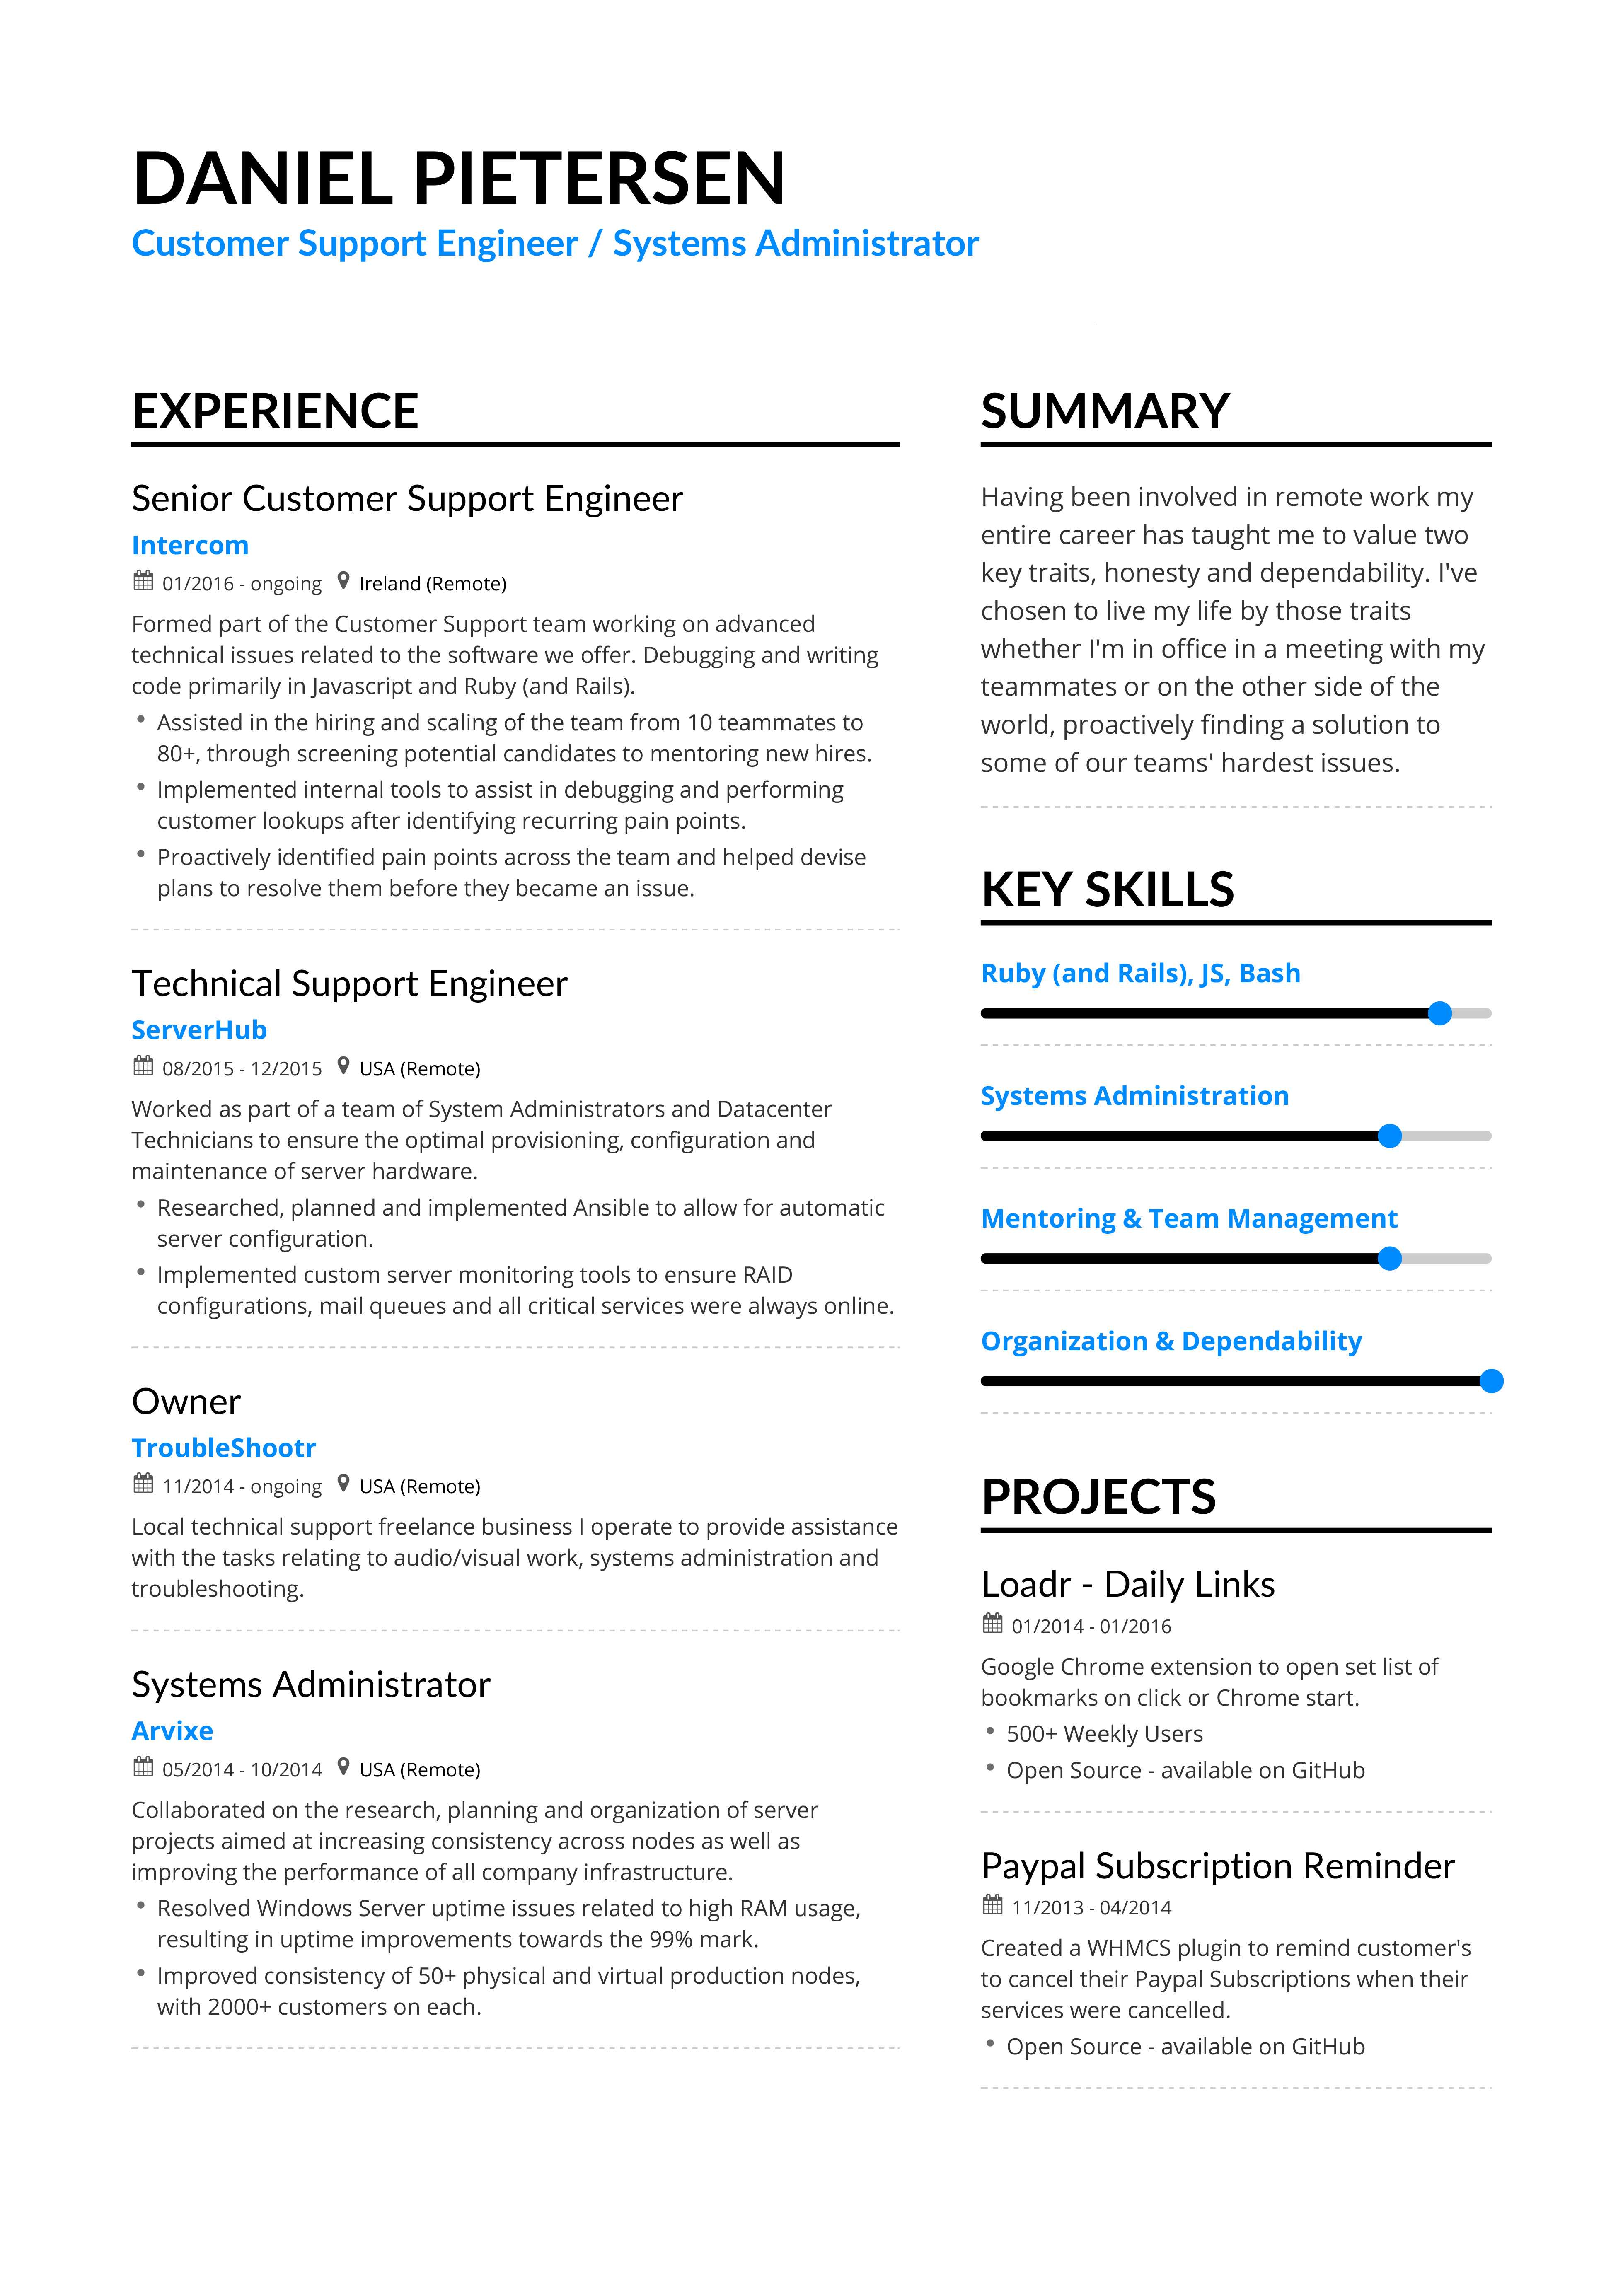 DANIEL PIETERSEN
Customer Support Engineer / Systems Administrator
EXPERIENCE
Senior Customer Support Engineer
Intercom
01/2016 - ongoing Ireland (Remote)
Formed part of the Customer Support team working on advanced
technical issues related to the software we offer. Debugging and writing
code primarily in Javascript and Ruby (and Rails).
• Assisted in the hiring and scaling of the team from 10 teammates to
80+, through screening potential candidates to mentoring new hires.
• Implemented internal tools to assist in debugging and performing
customer lookups after identifying recurring pain points.
• Proactively identified pain points across the team and helped devise
plans to resolve them before they became an issue.
Technical Support Engineer
ServerHub
08/2015 - 12/2015 USA (Remote)
Worked as part of a team of System Administrators and Datacenter
Technicians to ensure the optimal provisioning, configuration and
maintenance of server hardware.
• Researched, planned and implemented Ansible to allow for automatic
server configuration.
• Implemented custom server monitoring tools to ensure RAID
configurations, mail queues and all critical services were always online.
Owner
TroubleShootr
11/2014 - ongoing USA (Remote)
Local technical support freelance business I operate to provide assistance
with the tasks relating to audio/visual work, systems administration and
troubleshooting.
Systems Administrator
Arvixe
05/2014 - 10/2014 USA (Remote)
Collaborated on the research, planning and organization of server
projects aimed at increasing consistency across nodes as well as
improving the performance of all company infrastructure.
• Resolved Windows Server uptime issues related to high RAM usage,
resulting in uptime improvements towards the 99% mark.
• Improved consistency of 50+ physical and virtual production nodes,
with 2000+ customers on each.
SUMMARY
Having been involved in remote work my
entire career has taught me to value two
key traits, honesty and dependability. I've
chosen to live my life by those traits
whether I'm in office in a meeting with my
teammates or on the other side of the
world, proactively finding a solution to
some of our teams' hardest issues.
KEY SKILLS
Ruby (and Rails), JS, Bash
Systems Administration
Mentoring & Team Management
Organization & Dependability
PROJECTS
Loadr - Daily Links
01/2014 - 01/2016
Google Chrome extension to open set list of
bookmarks on click or Chrome start.
• 500+ Weekly Users
• Open Source - available on GitHub
Paypal Subscription Reminder
11/2013 - 04/2014
Created a WHMCS plugin to remind customer's
to cancel their Paypal Subscriptions when their
services were cancelled.
• Open Source - available on GitHub